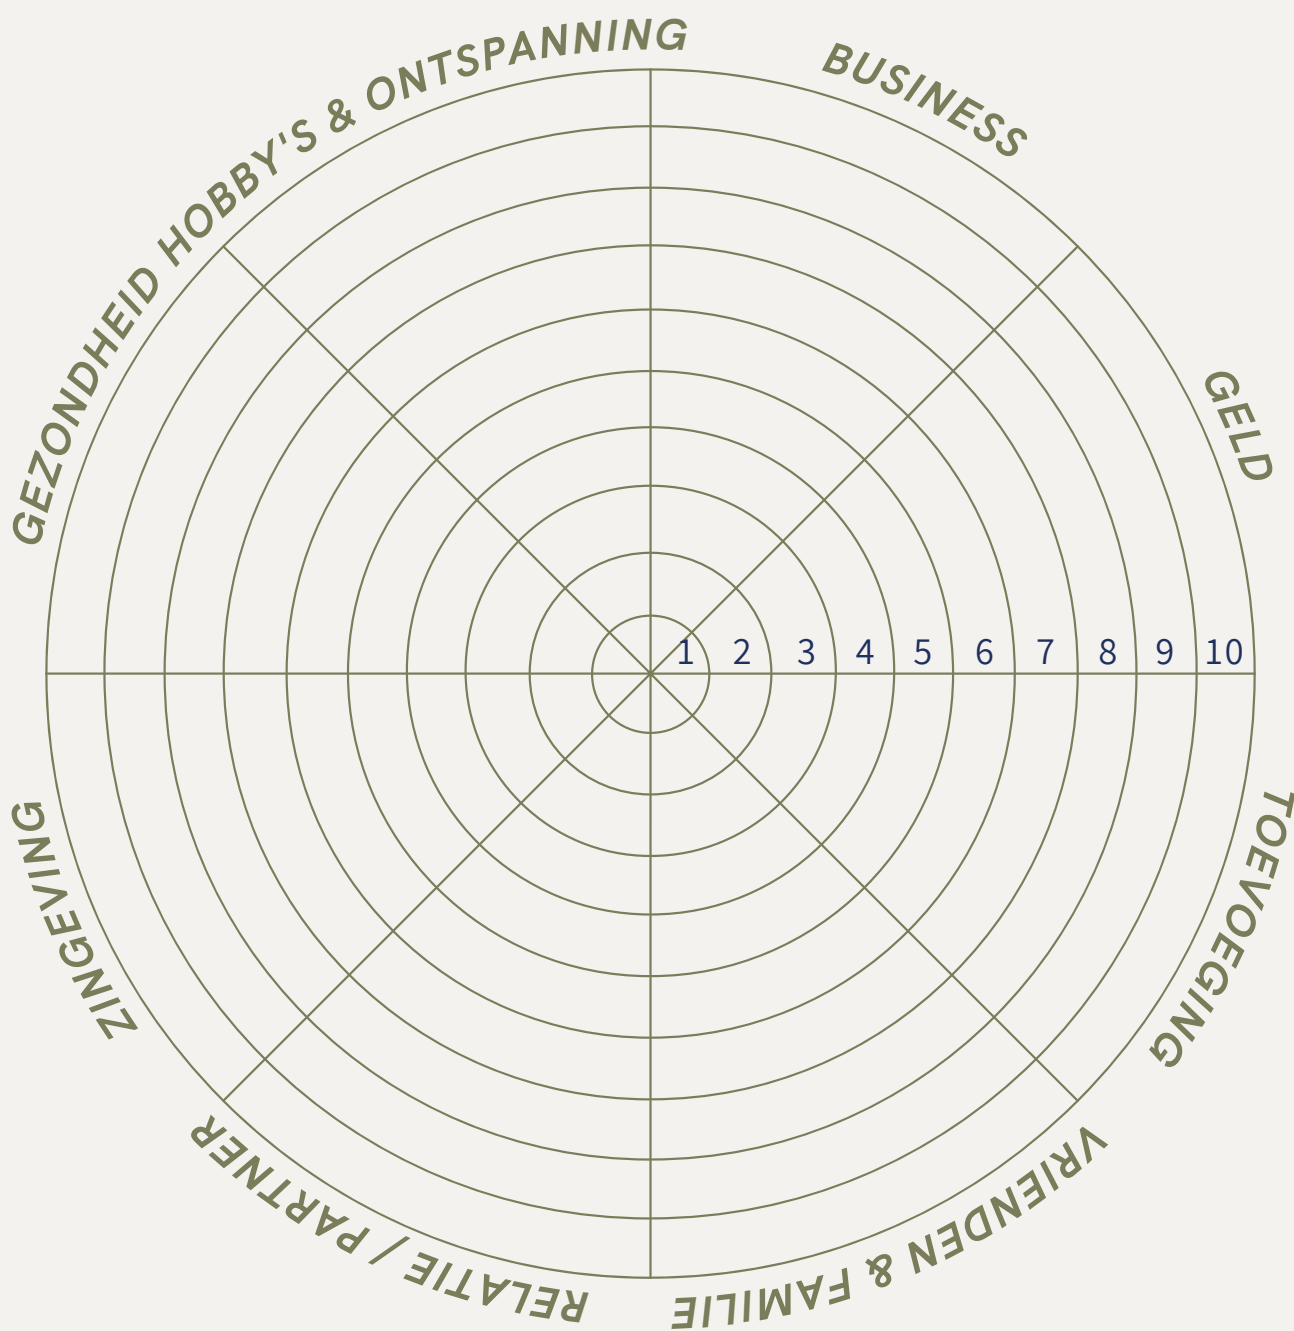 HOBBY'S & ONTSPANNING
BUSINESS
GELD
TOEVOEGING
VRIENDEN & FAMILIE
RELATIE / PARTNER
ZINGEVING
GEZONDHEID
1 2 3 4 5 6 7 8 9 10